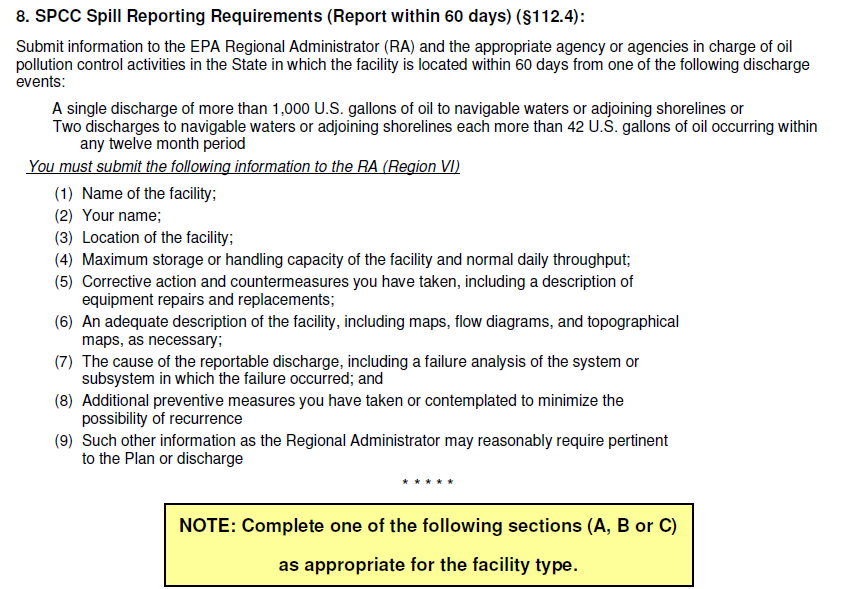 8. SPCC Spill Reporting Requirements (Report within 60 days) (§112.4):
Submit information to the EPA Regional Administrator (RA) and the appropriate agency or agencies in charge of oil
pollution control activities in the State in which the facility is located within 60 days from one of the following discharge
events:
A single discharge of more than 1,000 U.S. gallons of oil to navigable waters or adjoining shorelines or
Two discharges to navigable waters or adjoining shorelines each more than 42 U.S. gallons of oil occurring within
any twelve month period
You must submit the following information to the RA (Region VI)
(1) Name of the facility;
(2) Your name;
(3) Location of the facility;
(4) Maximum storage or handling capacity of the facility and normal daily throughput;
(5) Corrective action and countermeasures you have taken, including a description of
equipment repairs and replacements;
(6) An adequate description of the facility, including maps, flow diagrams, and topographical
maps, as necessary;
(7) The cause of the reportable discharge, including a failure analysis of the system or
subsystem in which the failure occurred; and
(8) Additional preventive measures you have taken or contemplated to minimize the
possibility of recurrence
(9) Such other information as the Regional Administrator may reasonably require pertinent
to the Plan or discharge
* * * * *
NOTE: Complete one of the following sections (A, B or C)
as appropriate for the facility type.